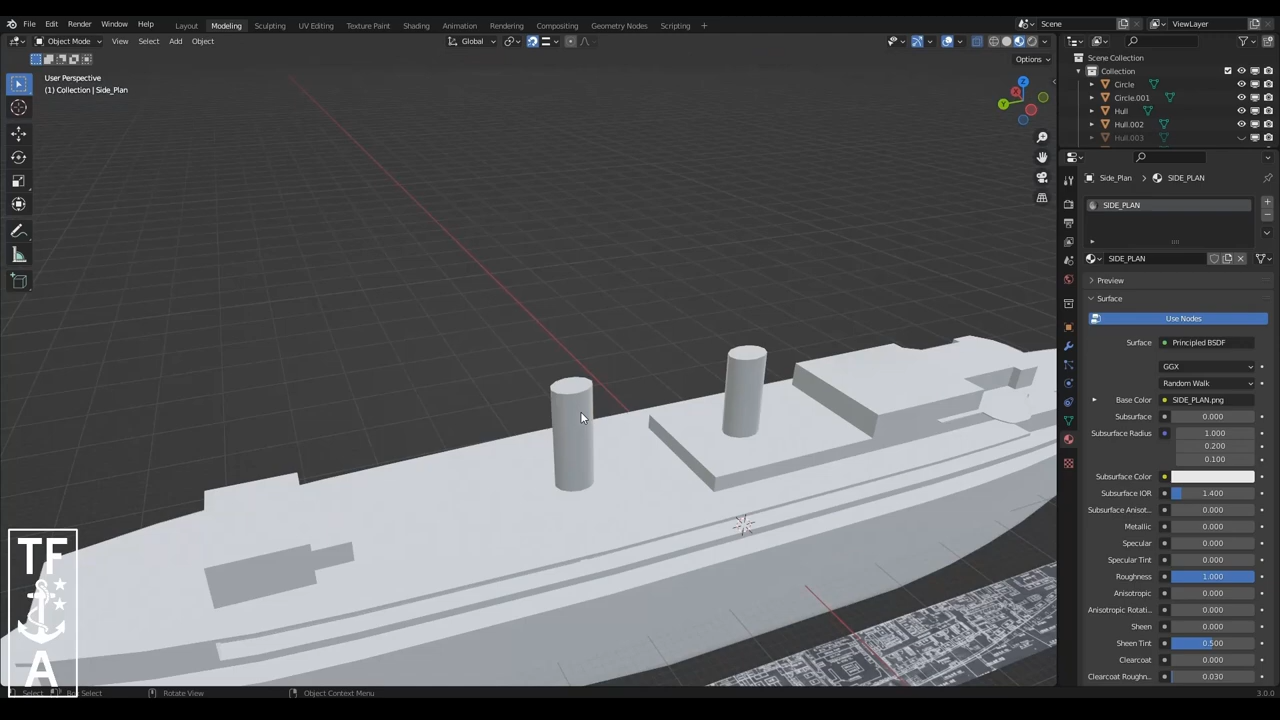 File Edit Render Window Help Layout Modeling Sculpting UV Editing Texture Paint Shading Animation Rendering Compositing Geometry Nodes Scripting + Scene ViewLayer
Object Mode View Select Add Object Global
Options
User Perspective
(1) Collection | Side_Plan
Z
X
Y
Scene Collection
Collection
Circle
Circle.001
Hull
Hull.002
Hull.003
Side_Plan > SIDE_PLAN
SIDE_PLAN
SIDE_PLAN
Preview
Surface
Use Nodes
Surface Principled BSDF
GGX
Random Walk
Base Color SIDE_PLAN.png
Subsurface 0.000
Subsurface Radius 1.000
0.200
0.100
Subsurface Color
Subsurface IOR 1.400
Subsurface Anisot... 0.000
Metallic 0.000
Specular 0.000
Specular Tint 0.000
Roughness 1.000
Anisotropic 0.000
Anisotropic Rotati... 0.000
Sheen 0.000
Sheen Tint 0.500
Clearcoat 0.000
Clearcoat Roughn... 0.030
TF
A
Select Box Select Rotate View Object Context Menu 3.0.0